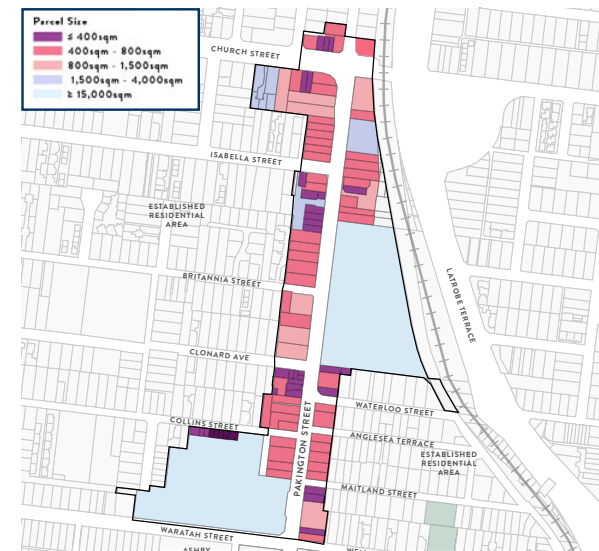 Parcel Size
≤ 400sqm
400sqm - 800sqm
800sqm - 1,500sqm
1,500sqm - 4,000sqm
≥ 15,000sqm
CHURCH STREET
ISABELLA STREET
ESTABLISHED
RESIDENTIAL
AREA
BRITANNIA STREET
LATROBE TERRACE
CLONARD AVE
WATERLOO STREET
COLLINS STREET
PAKINGTON STREET
ANGLESEA TERRACE
ESTABLISHED
RESIDENTIAL
AREA
MAITLAND STREET
WARATAH STREET
ASHBY